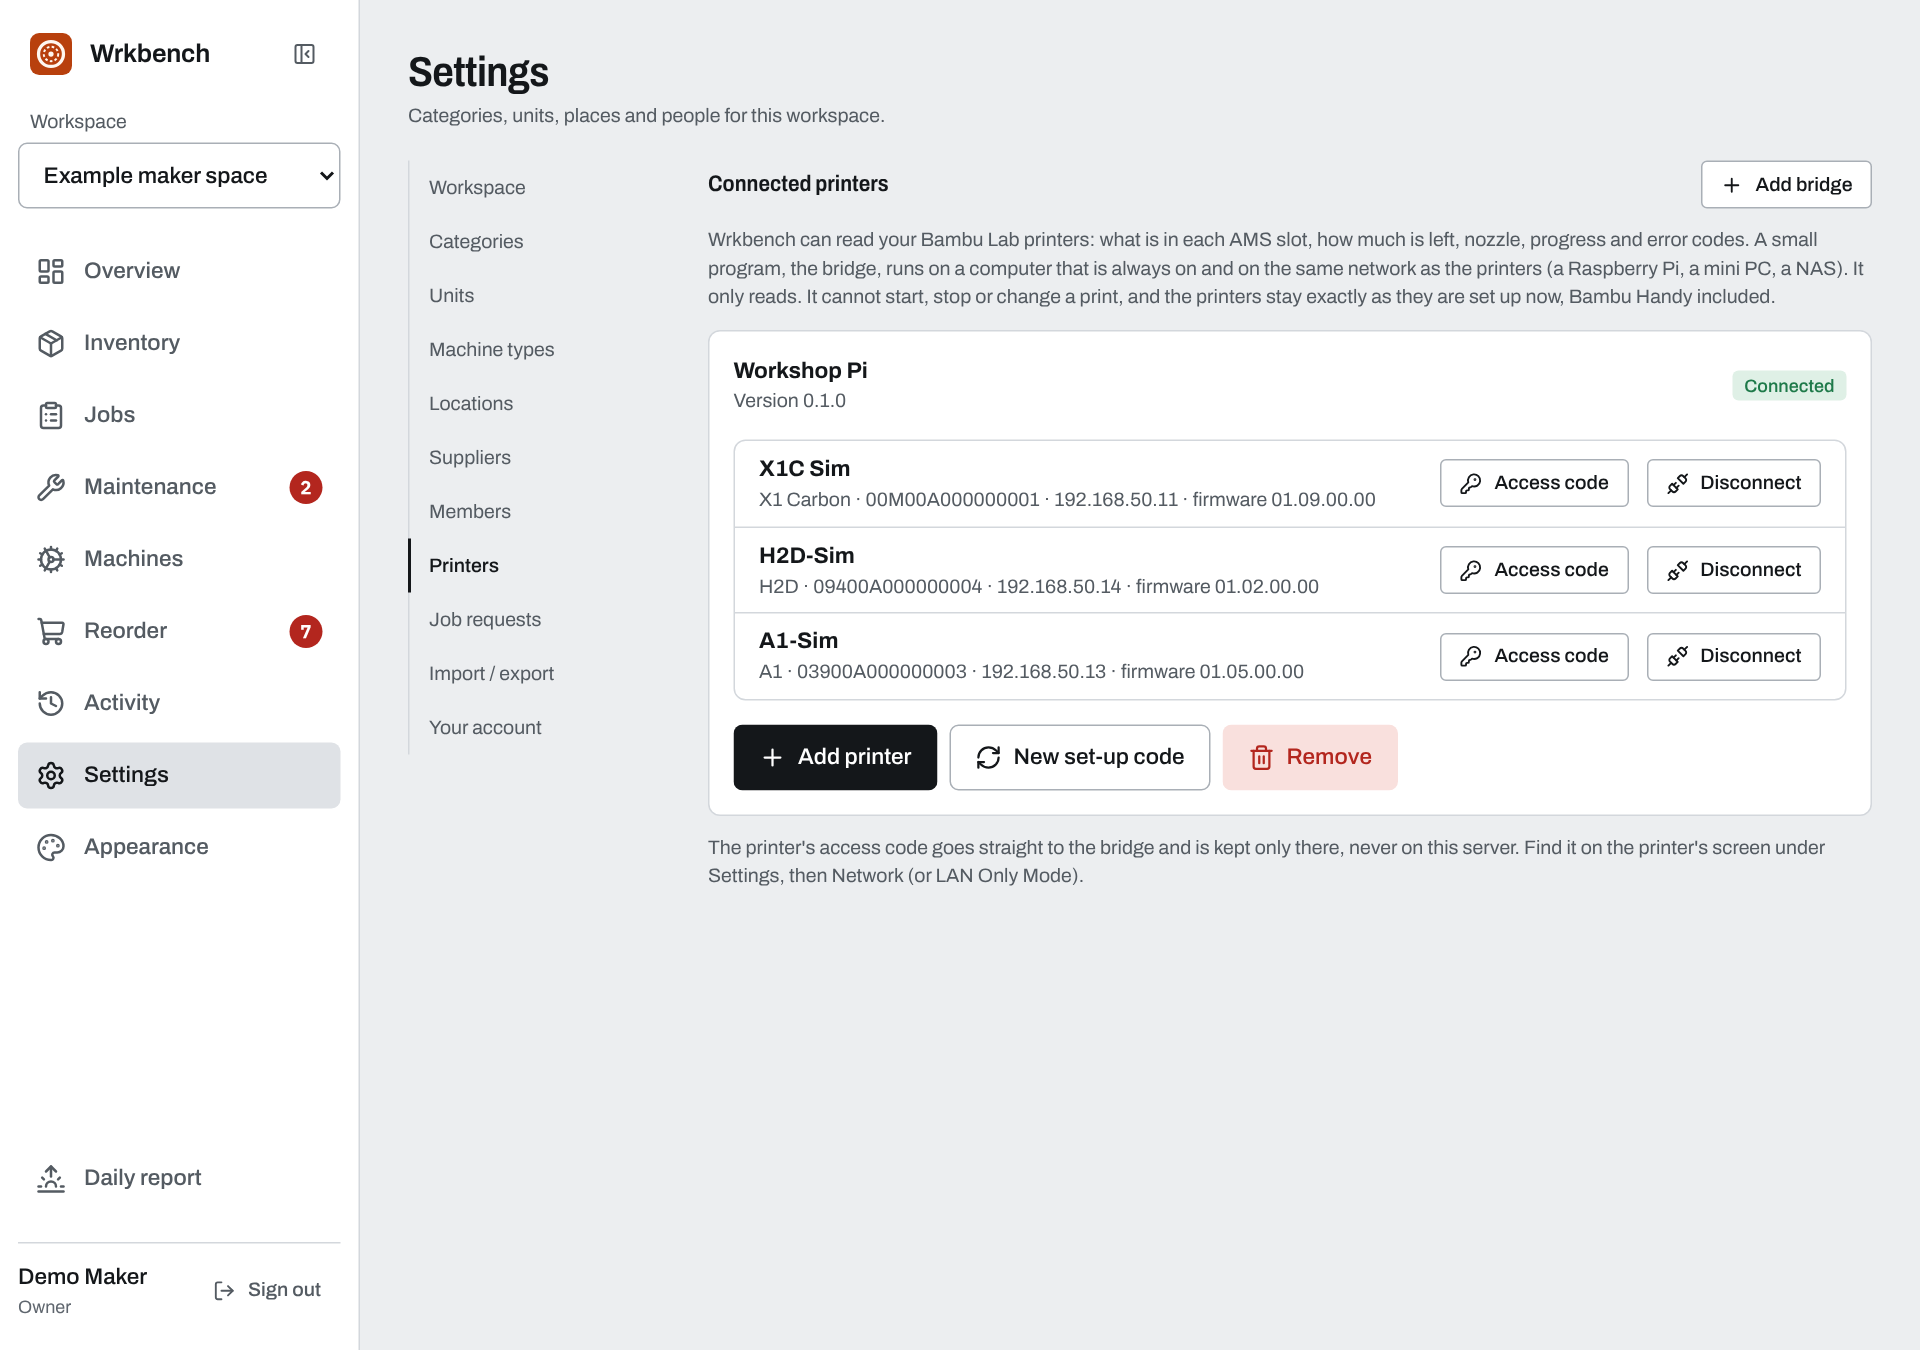 Wrkbench
Workspace
Example maker space
Overview
Inventory
Jobs
Maintenance 2
Machines
Reorder 7
Activity
Settings
Appearance
Daily report
Demo Maker
Owner
Sign out
Settings
Categories, units, places and people for this workspace.
Workspace
Categories
Units
Machine types
Locations
Suppliers
Members
Printers
Job requests
Import / export
Your account
Connected printers
Add bridge
Wrkbench can read your Bambu Lab printers: what is in each AMS slot, how much is left, nozzle, progress and error codes. A small
program, the bridge, runs on a computer that is always on and on the same network as the printers (a Raspberry Pi, a mini PC, a NAS). It
only reads. It cannot start, stop or change a print, and the printers stay exactly as they are set up now, Bambu Handy included.
Workshop Pi
Version 0.1.0
Connected
X1C Sim
X1 Carbon · 00M00A000000001 · 192.168.50.11 · firmware 01.09.00.00
Access code
Disconnect
H2D-Sim
H2D · 09400A000000004 · 192.168.50.14 · firmware 01.02.00.00
Access code
Disconnect
A1-Sim
A1 · 03900A000000003 · 192.168.50.13 · firmware 01.05.00.00
Access code
Disconnect
Add printer
New set-up code
Remove
The printer's access code goes straight to the bridge and is kept only there, never on this server. Find it on the printer's screen under
Settings, then Network (or LAN Only Mode).